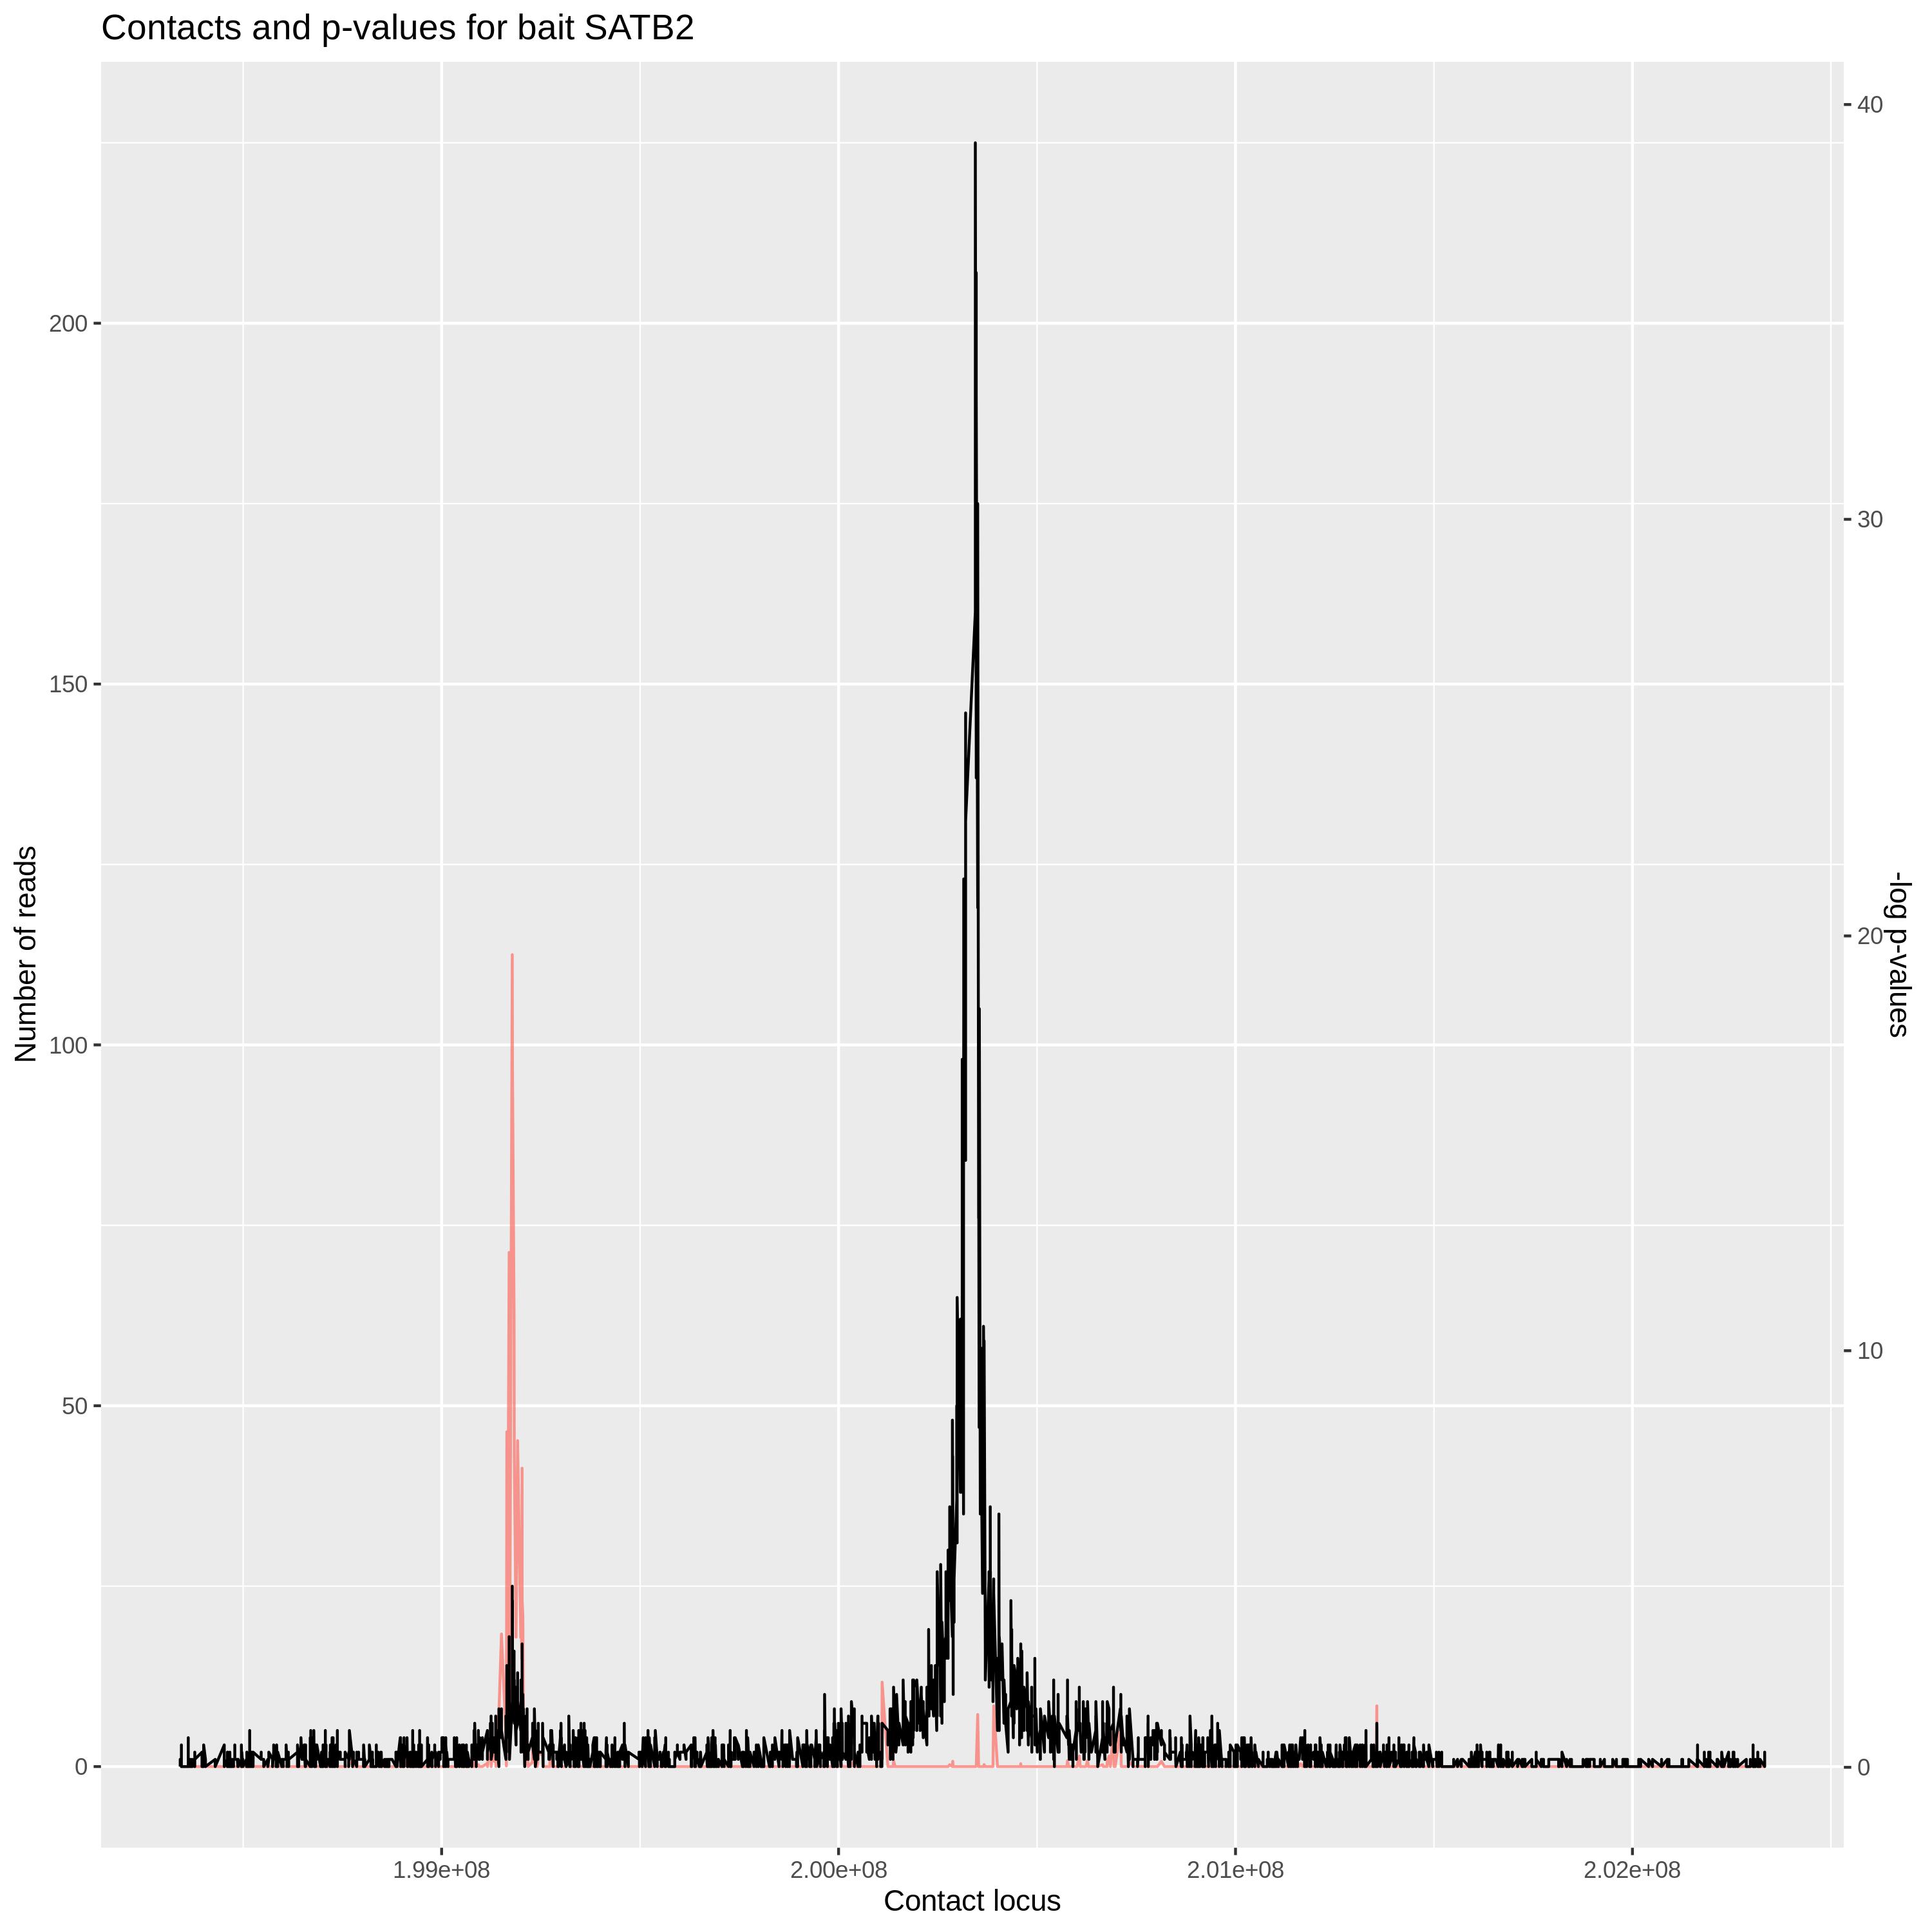 Contacts and p-values for bait SATB2
Number of reads
200
150
100
50
0
40
30
20
10
0
-log p-values
1.99e+08 2.00e+08 2.01e+08 2.02e+08
Contact locus